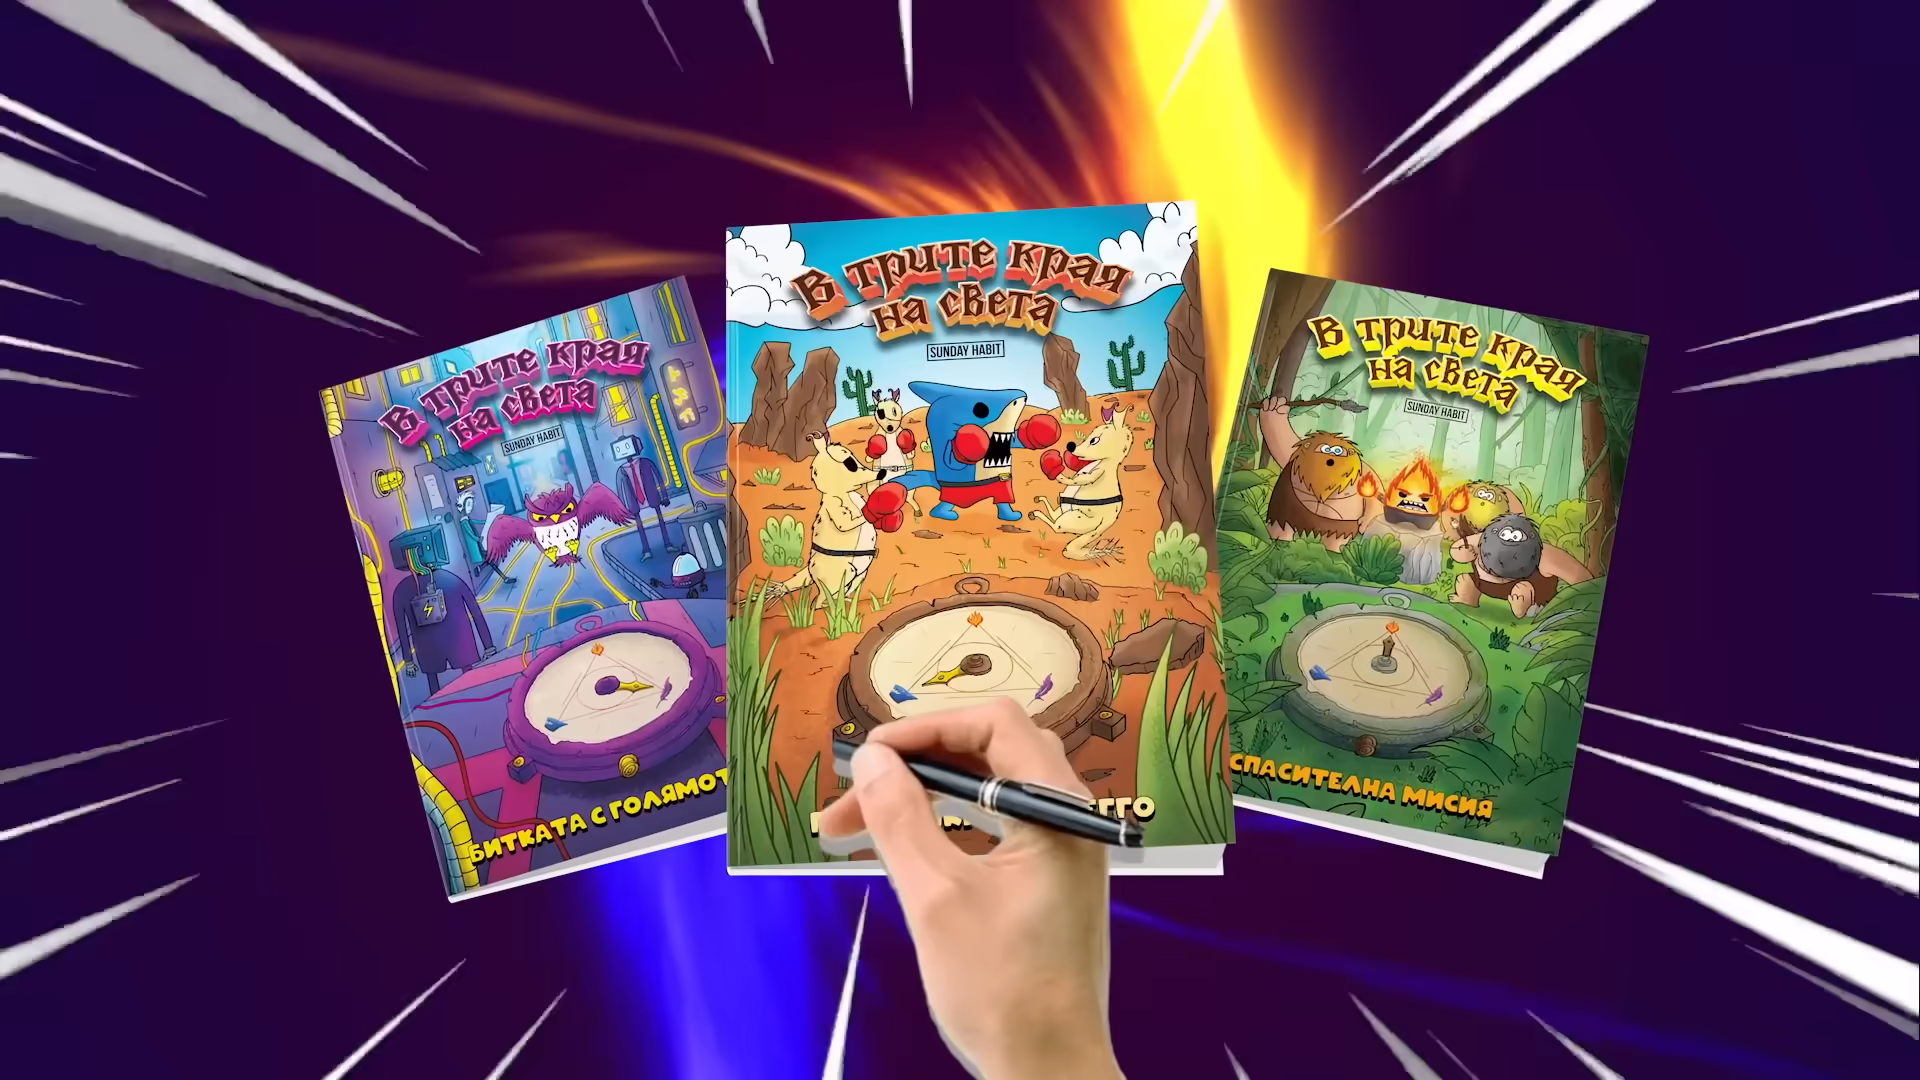 В ТРИТЕ КРАЯ
НА СВЕТА
SUNDAY HABIT
БИТКАТА С ГОЛЯМОТ
В ТРИТЕ КРАЯ
НА СВЕТА
SUNDAY HABIT
В ТРИТЕ КРАЯ
НА СВЕТА
SUNDAY HABIT
СПАСИТЕЛНА МИСИЯ